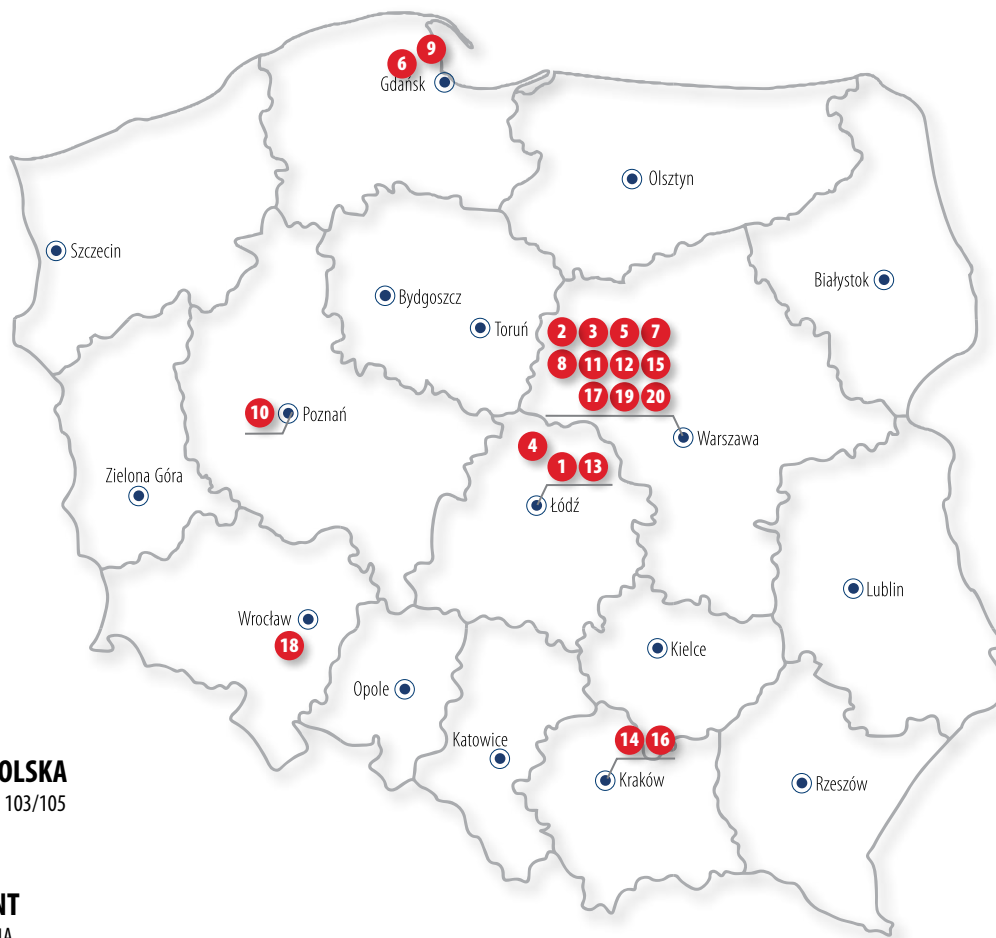 9
6
Gdańsk
Olsztyn
Szczecin
Białystok
Bydgoszcz
Toruń
2 3 5 7
8 11 12 15
17 19 20
10 Poznań
Warszawa
4
1 13
Zielona Góra
Łódź
Lublin
Wrocław
18
Kielce
Opole
Katowice
14 16
Kraków
Rzeszów
OLSKA
103/105
NT